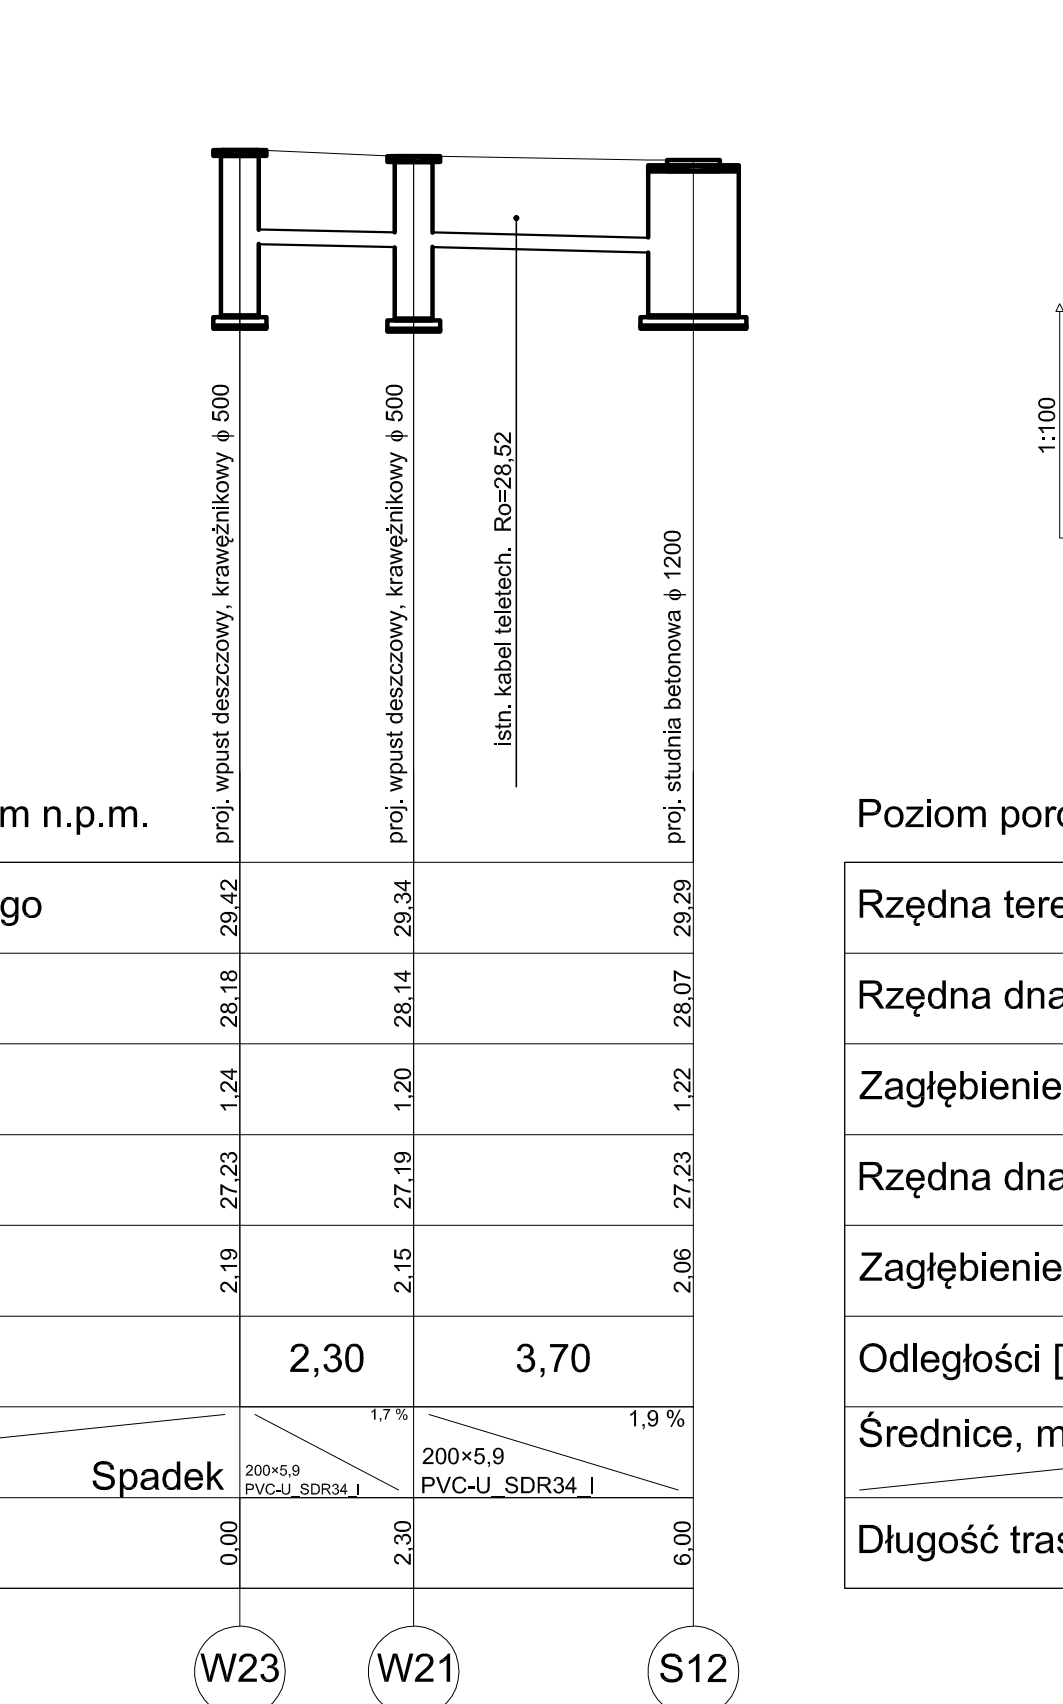 proj. wpust deszczowy, krawężnikowy ϕ 500
proj. wpust deszczowy, krawężnikowy ϕ 500
istn. kabel teletech. Ro=28,52
proj. studnia betonowa ϕ 1200
1:100
m n.p.m.
Poziom poro
go
29,42
29,34
29,29
Rzędna tere
28,18
28,14
28,07
Rzędna dna
1,24
1,20
1,22
Zagłębienie
27,23
27,19
27,23
Rzędna dna
2,19
2,15
2,06
Zagłębienie
2,30
3,70
Odległości [
1,7 %
1,9 %
Średnice, m
Spadek
200×5,9
PVC-U_SDR34_l
200×5,9
PVC-U_SDR34_l
0,00
2,30
6,00
Długość tras
W23
W21
S12